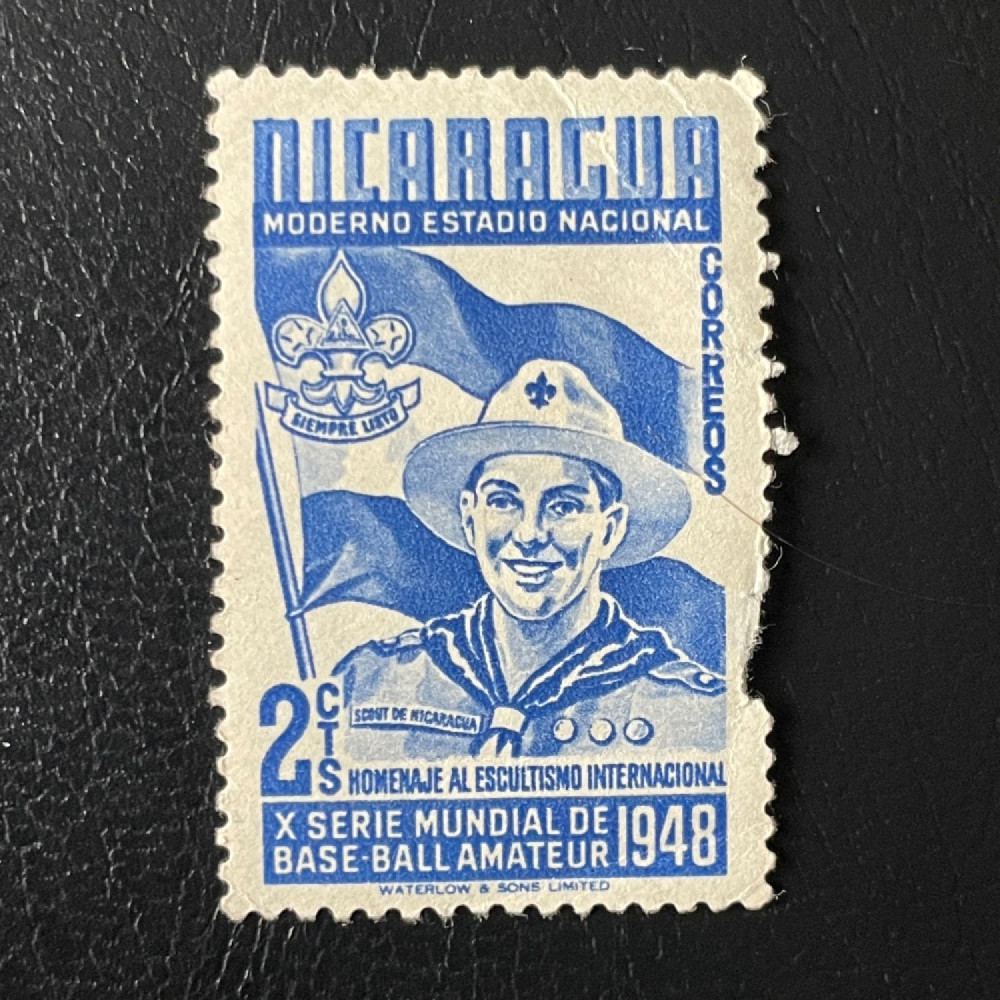 NICARAGUA
MODERNO ESTADIO NACIONAL
CORREOS
SIEMPRE LISTO
SCOUT DE NICARAGUA
2 CTS
HOMENAJE AL ESCULTISMO INTERNACIONAL
X SERIE MUNDIAL DE
BASE-BALL AMATEUR 1948
WATERLOW & SONS LIMITED